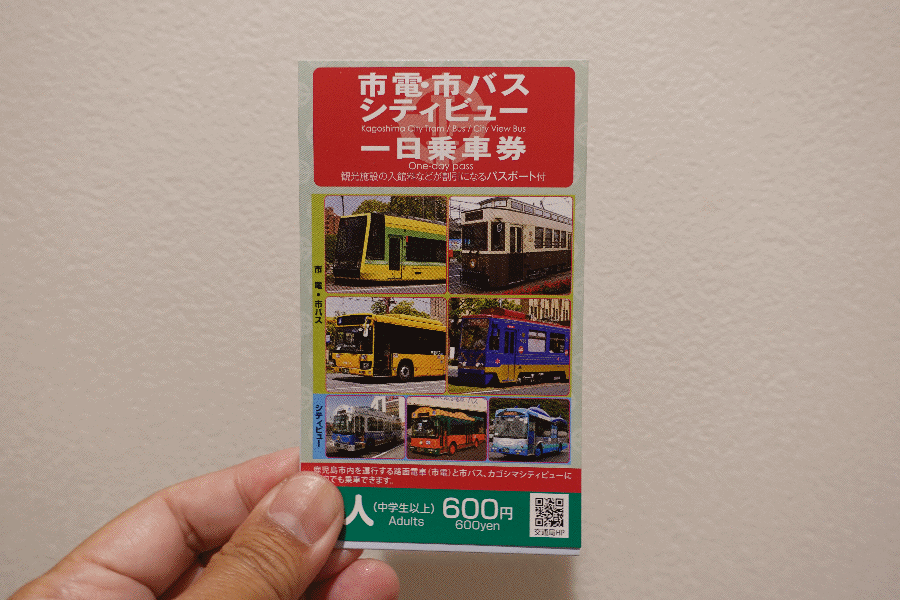 市電・市バス
シティビュー
Kagoshima City Tram / Bus / City View Bus
一日乗車券
One-day pass
観光施設の入館料などが割引になるパスポート付
市電・市バス
シティビュー
鹿児島市内を運行する路面電車(市電)と市バス、カゴシマシティビューに
でも乗車できます。
人(中学生以上) 600円
Adults 600yen
交通局HP